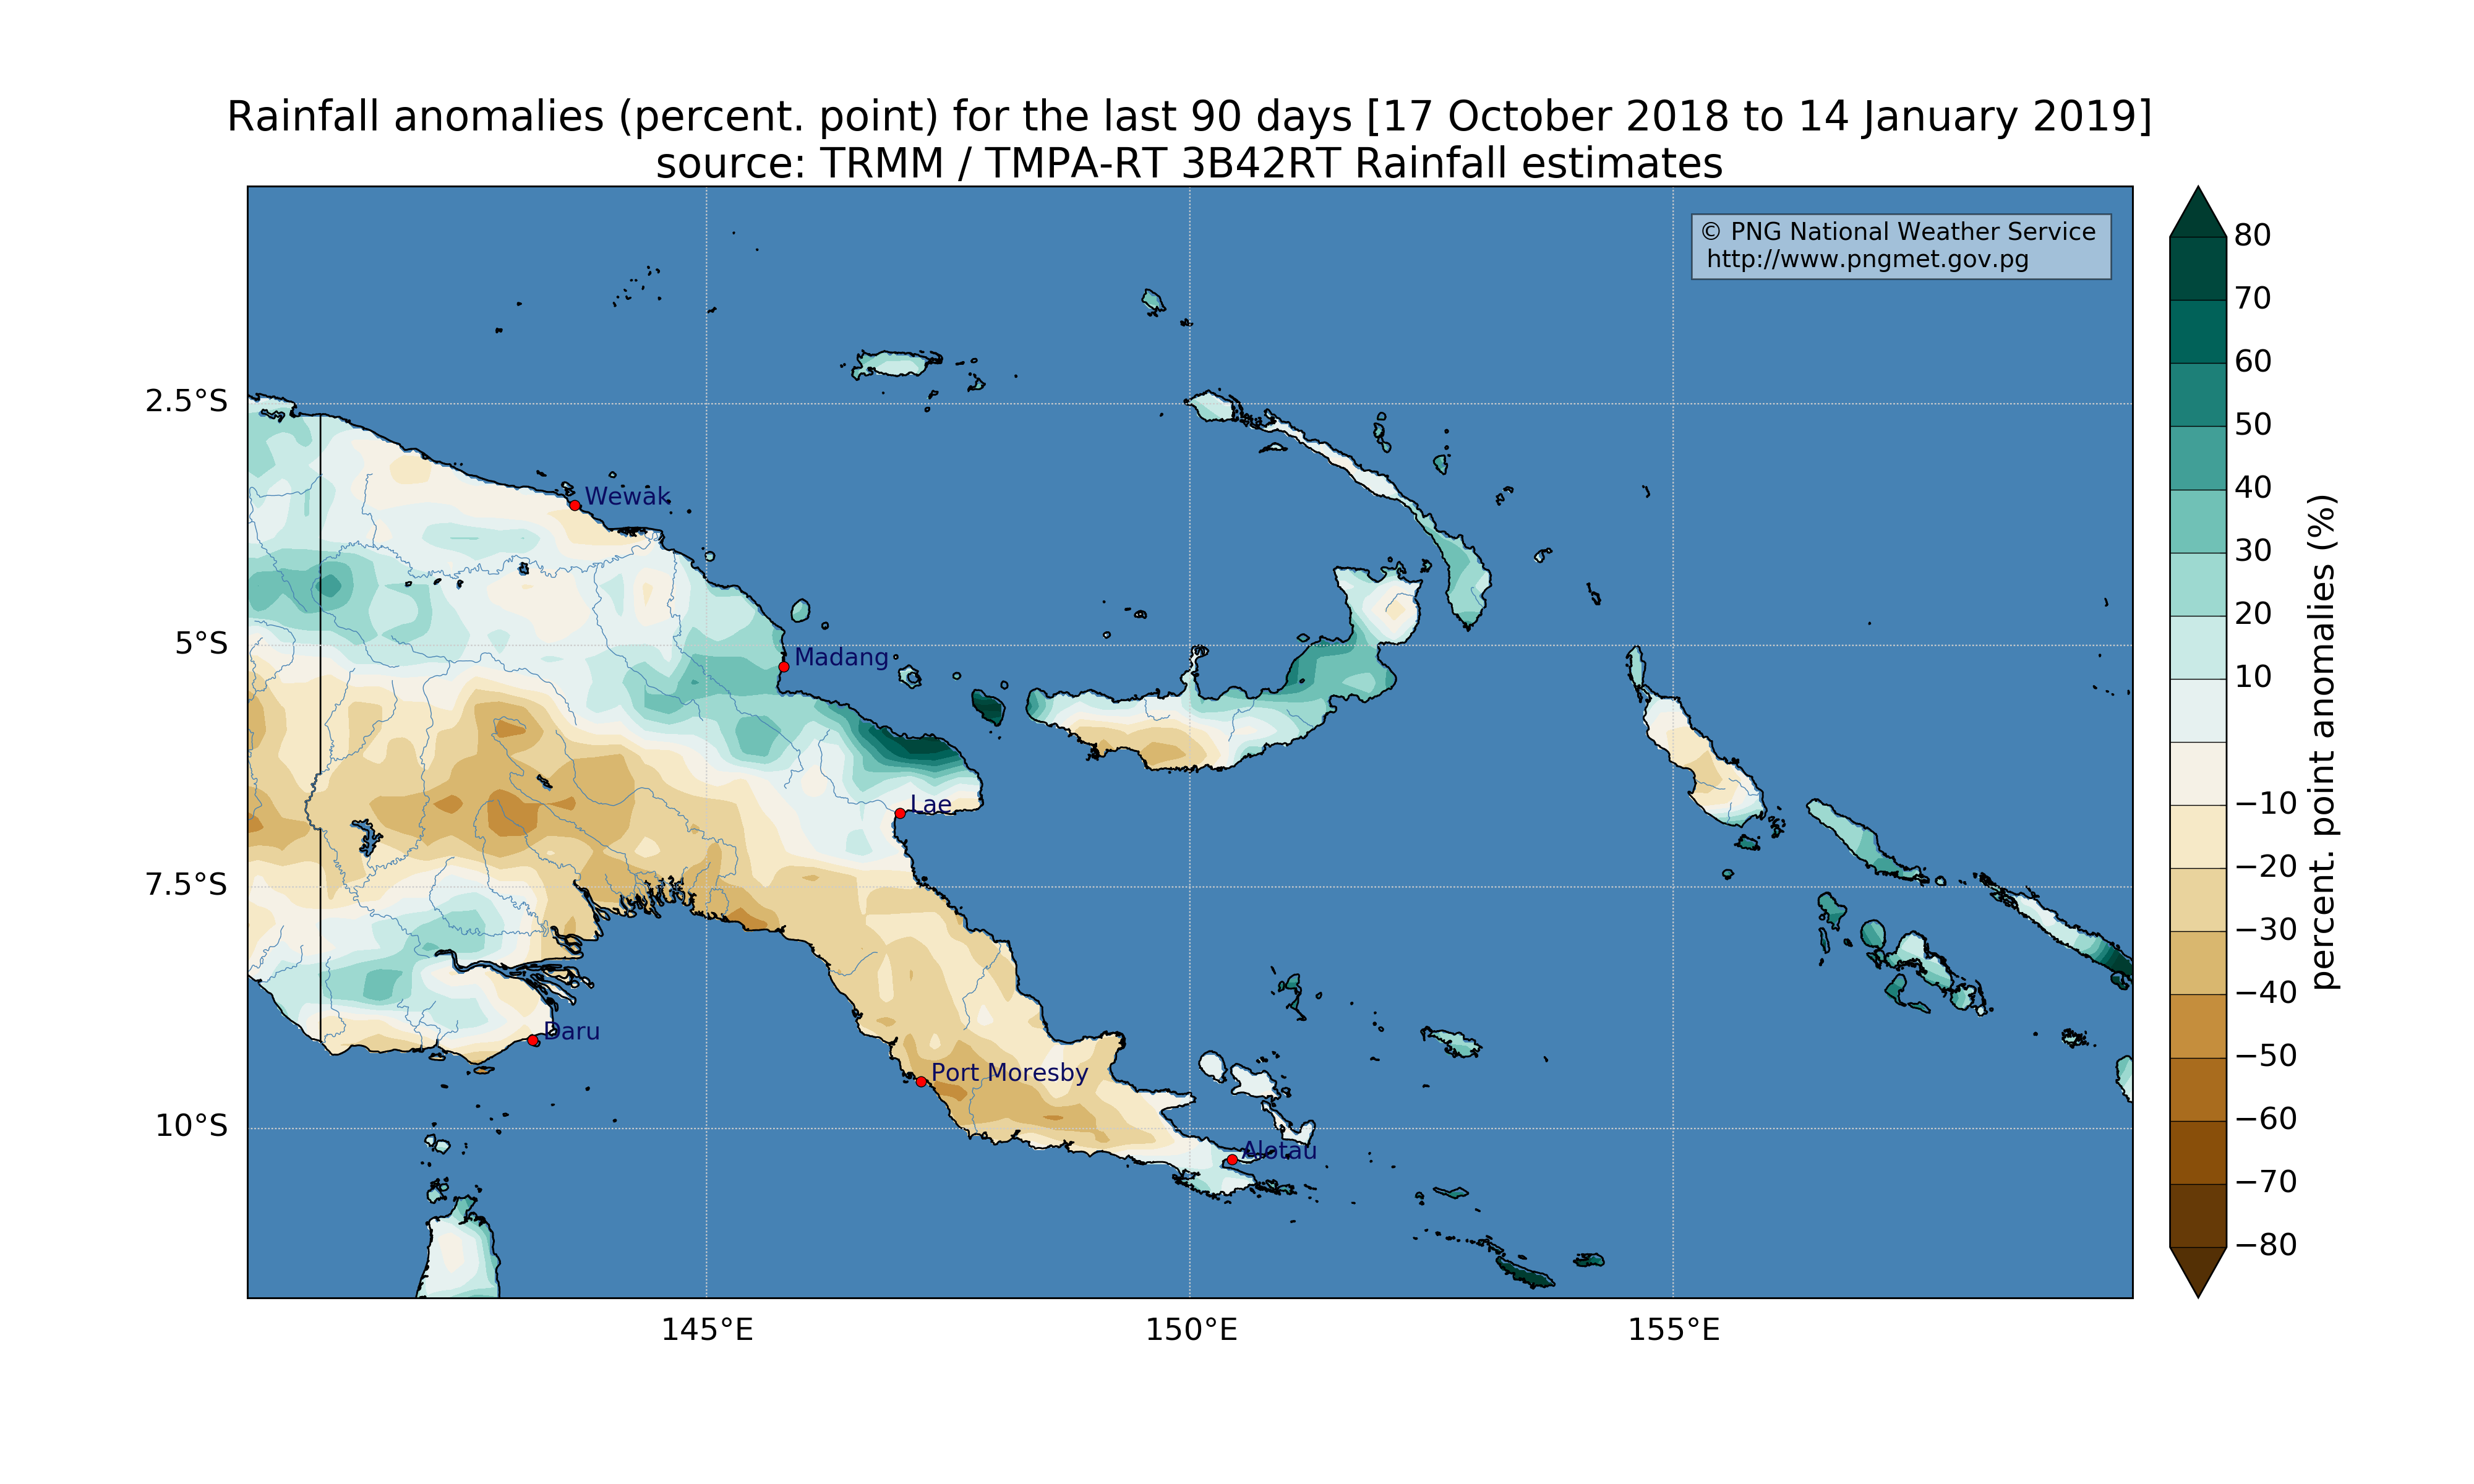 Rainfall anomalies (percent. point) for the last 90 days [17 October 2018 to 14 January 2019]
source: TRMM / TMPA-RT 3B42RT Rainfall estimates
© PNG National Weather Service
http://www.pngmet.gov.pg
2.5°S
5°S
7.5°S
10°S
Wewak
Madang
Lae
Daru
Port Moresby
Alotau
145°E
150°E
155°E
80
70
60
50
40
30
20
10
−10
−20
−30
−40
−50
−60
−70
−80
percent. point anomalies (%)